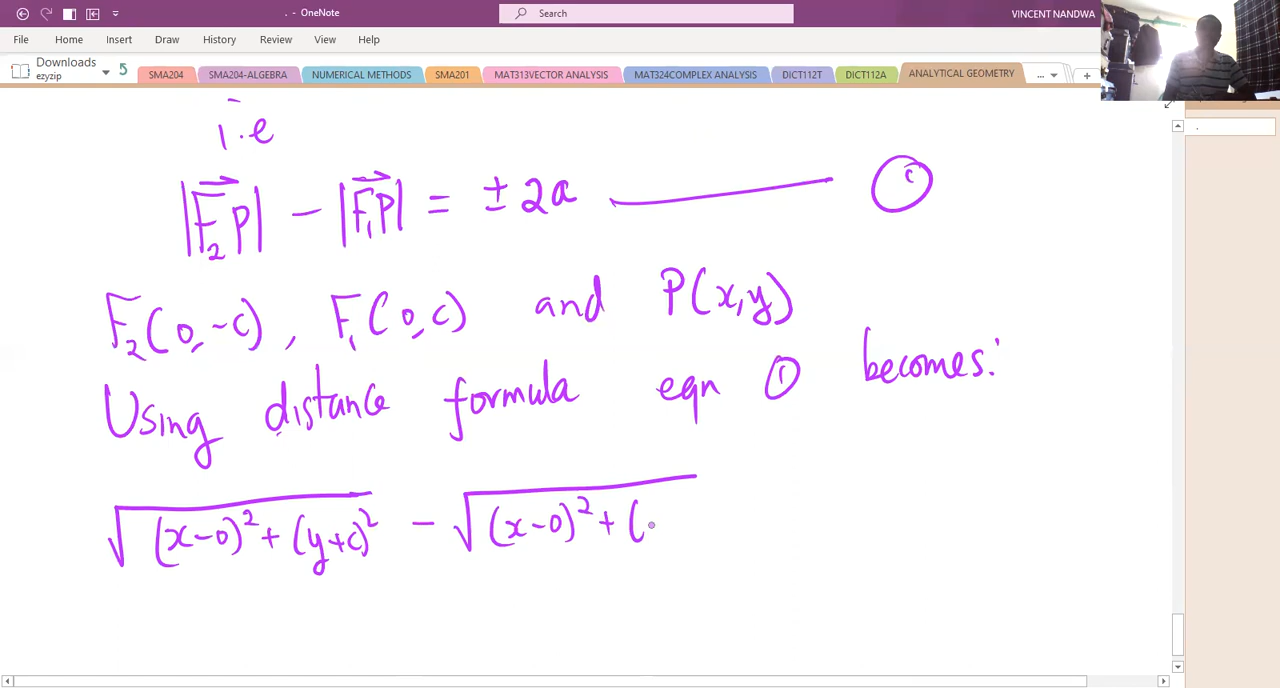 . - OneNote
Search
VINCENT NANDWA
File Home Insert Draw History Review View Help
Downloads
ezyzip
SMA204 SMA204-ALGEBRA NUMERICAL METHODS SMA201 MAT313VECTOR ANALYSIS MAT324COMPLEX ANALYSIS DICT112T DICT112A ANALYTICAL GEOMETRY ... +
i.e
|F₂P| − |F₁P| = ± 2a
F₂(0,−c), F₁(0,c) and P(x,y)
Using distance formula eqn ① becomes:
√(x−0)²+(y+c)² − √(x−0)²+(